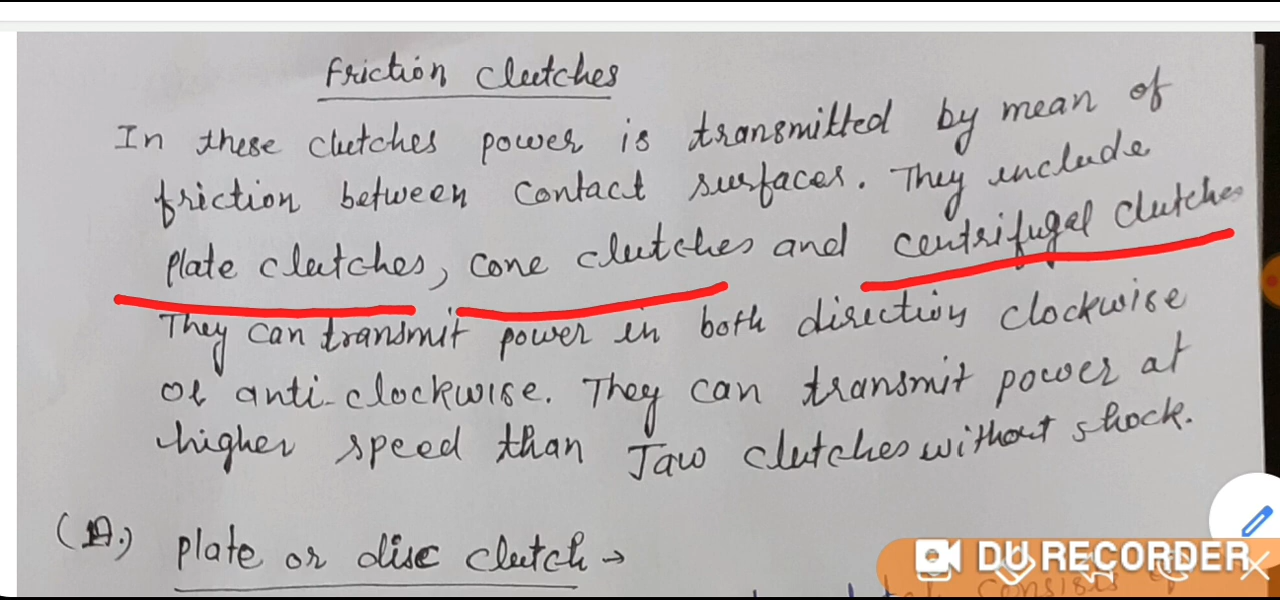 Friction Clutches
In these clutches power is transmitted by mean of
friction between contact surfaces. They include
plate clutches, cone clutches and centrifugal clutches
They can transmit power in both direction clockwise
or anti-clockwise. They can transmit power at
higher speed than Jaw clutches without shock.
(A.) plate or disc clutch →
DU RECORDER
consists of